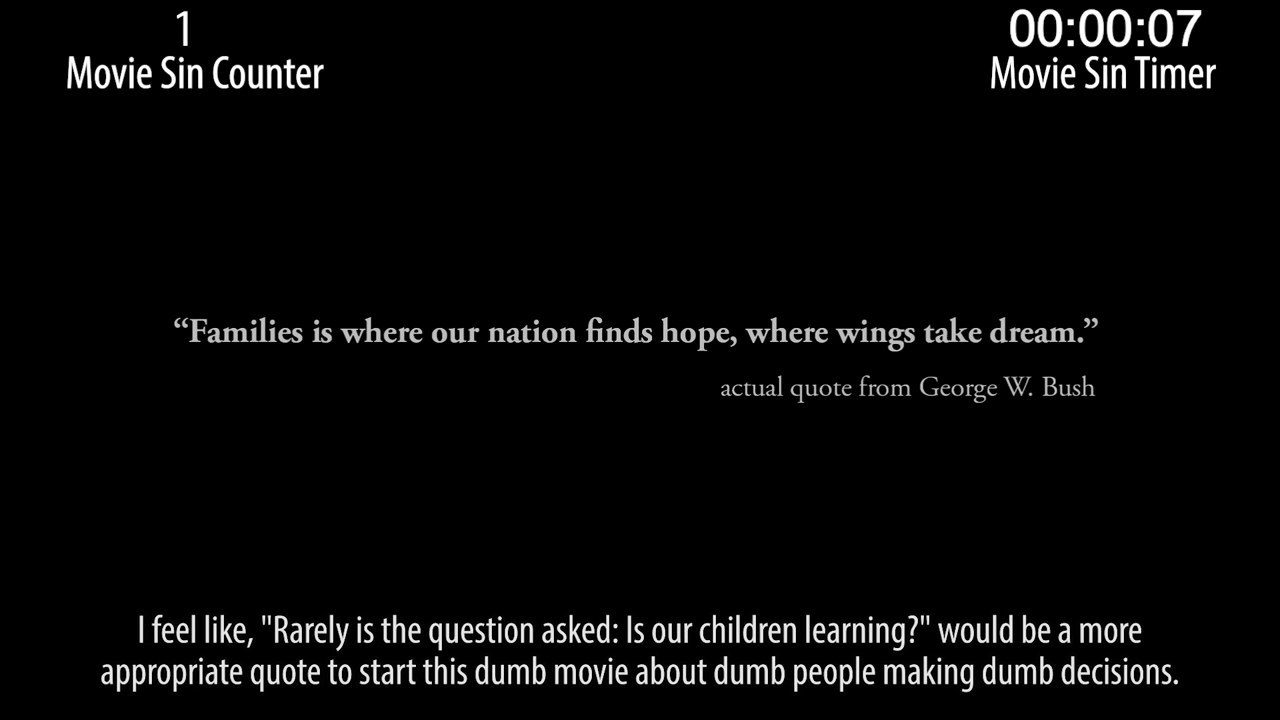 1
Movie Sin Counter
00:00:07
Movie Sin Timer
“Families is where our nation finds hope, where wings take dream.”
actual quote from George W. Bush
I feel like, "Rarely is the question asked: Is our children learning?" would be a more
appropriate quote to start this dumb movie about dumb people making dumb decisions.